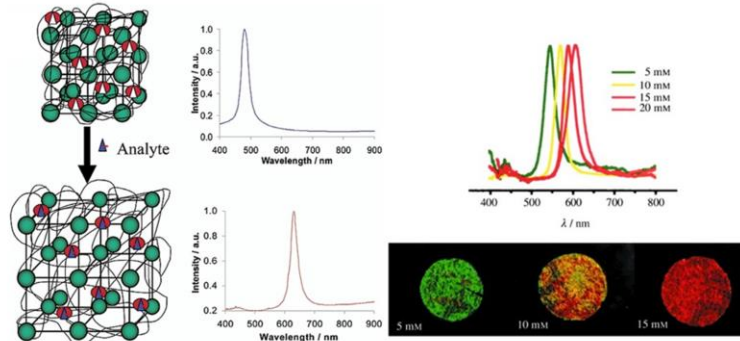 Analyte
Intensity / a.u.
1.0
0.8
0.6
0.4
0.2
0.0
400 500 600 700 800 900
Wavelength / nm
Intensity / a.u.
1.0
0.8
0.6
0.4
0.2
400 500 600 700 800 900
Wavelength / nm
5 mM
10 mM
15 mM
20 mM
400 500 600 700 800
λ / nm
5 mM
10 mM
15 mM